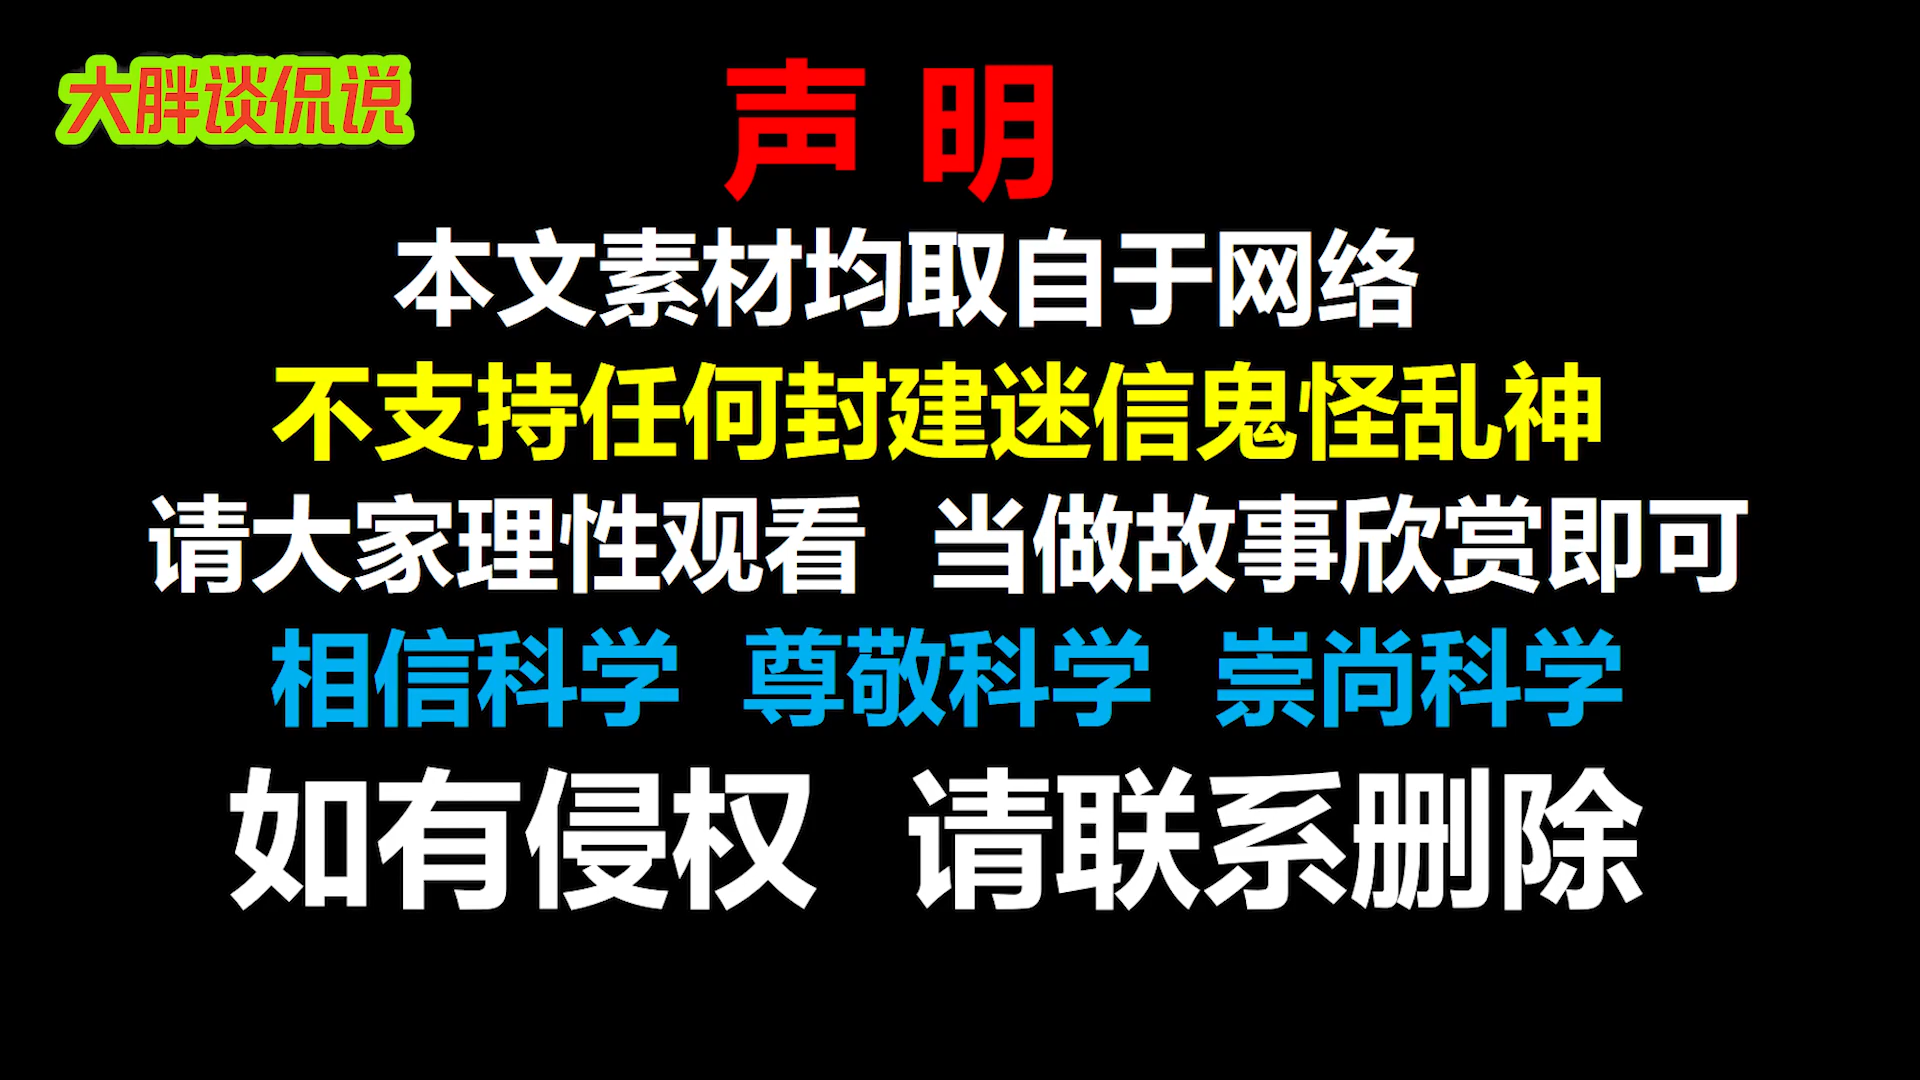 大胖谈侃说
声 明
本文素材均取自于网络
不支持任何封建迷信鬼怪乱神
请大家理性观看 当做故事欣赏即可
相信科学 尊敬科学 崇尚科学
如有侵权 请联系删除